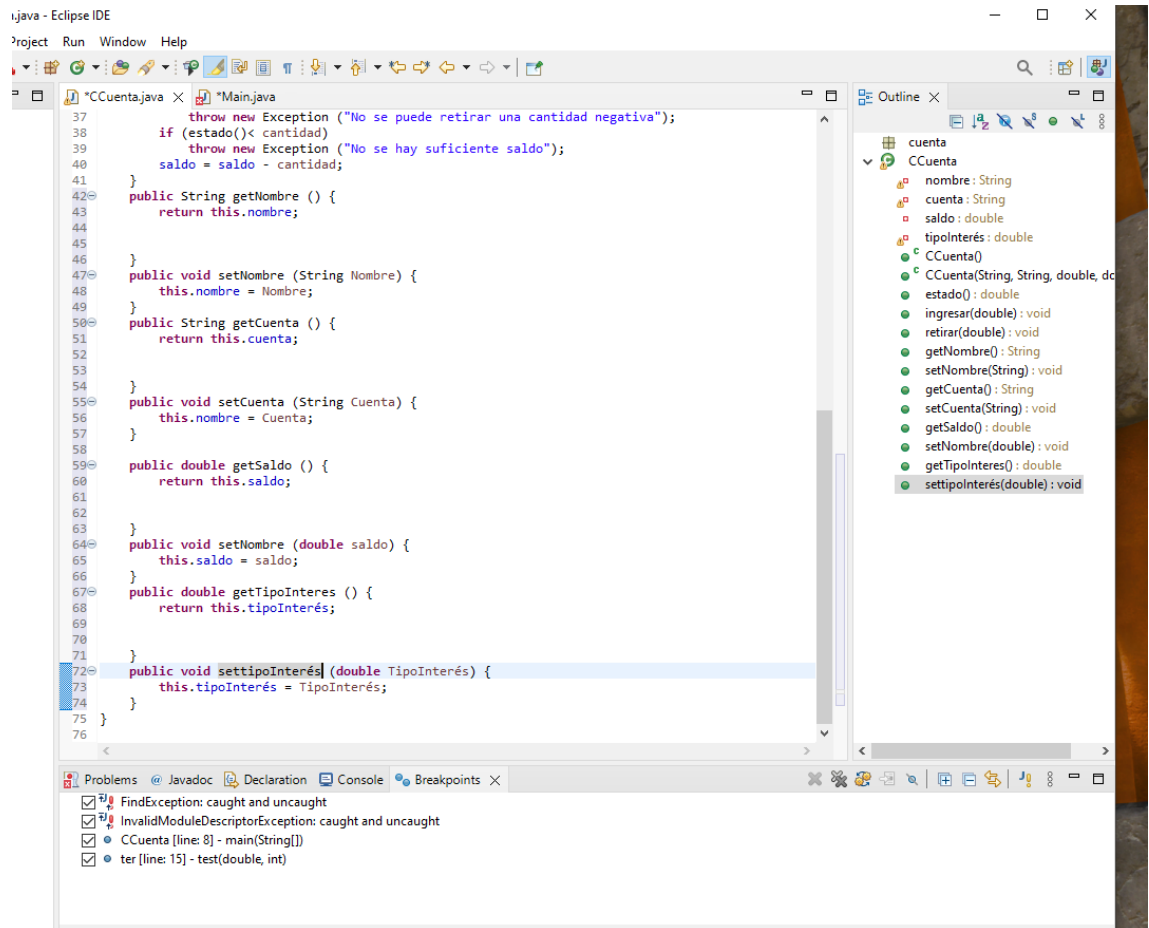 a.java - Eclipse IDE
Project Run Window Help
*CCuenta.java *Main.java
37 throw new Exception ("No se puede retirar una cantidad negativa");
38 if (estado()< cantidad)
39 throw new Exception ("No se hay suficiente saldo");
40 saldo = saldo - cantidad;
41 }
42 public String getNombre () {
43 return this.nombre;
44
45
46 }
47 public void setNombre (String Nombre) {
48 this.nombre = Nombre;
49 }
50 public String getCuenta () {
51 return this.cuenta;
52
53
54 }
55 public void setCuenta (String Cuenta) {
56 this.nombre = Cuenta;
57 }
58
59 public double getSaldo () {
60 return this.saldo;
61
62
63 }
64 public void setNombre (double saldo) {
65 this.saldo = saldo;
66 }
67 public double getTipoInteres () {
68 return this.tipoInterés;
69
70
71 }
72 public void settipoInterés (double TipoInterés) {
73 this.tipoInterés = TipoInterés;
74 }
75 }
76
Outline
cuenta
CCuenta
nombre : String
cuenta : String
saldo : double
tipoInterés : double
CCuenta()
CCuenta(String, String, double, dc
estado() : double
ingresar(double) : void
retirar(double) : void
getNombre() : String
setNombre(String) : void
getCuenta() : String
setCuenta(String) : void
getSaldo() : double
setNombre(double) : void
getTipoInteres() : double
settipoInterés(double) : void
Problems @ Javadoc Declaration Console Breakpoints
FindException: caught and uncaught
InvalidModuleDescriptorException: caught and uncaught
CCuenta [line: 8] - main(String[])
ter [line: 15] - test(double, int)